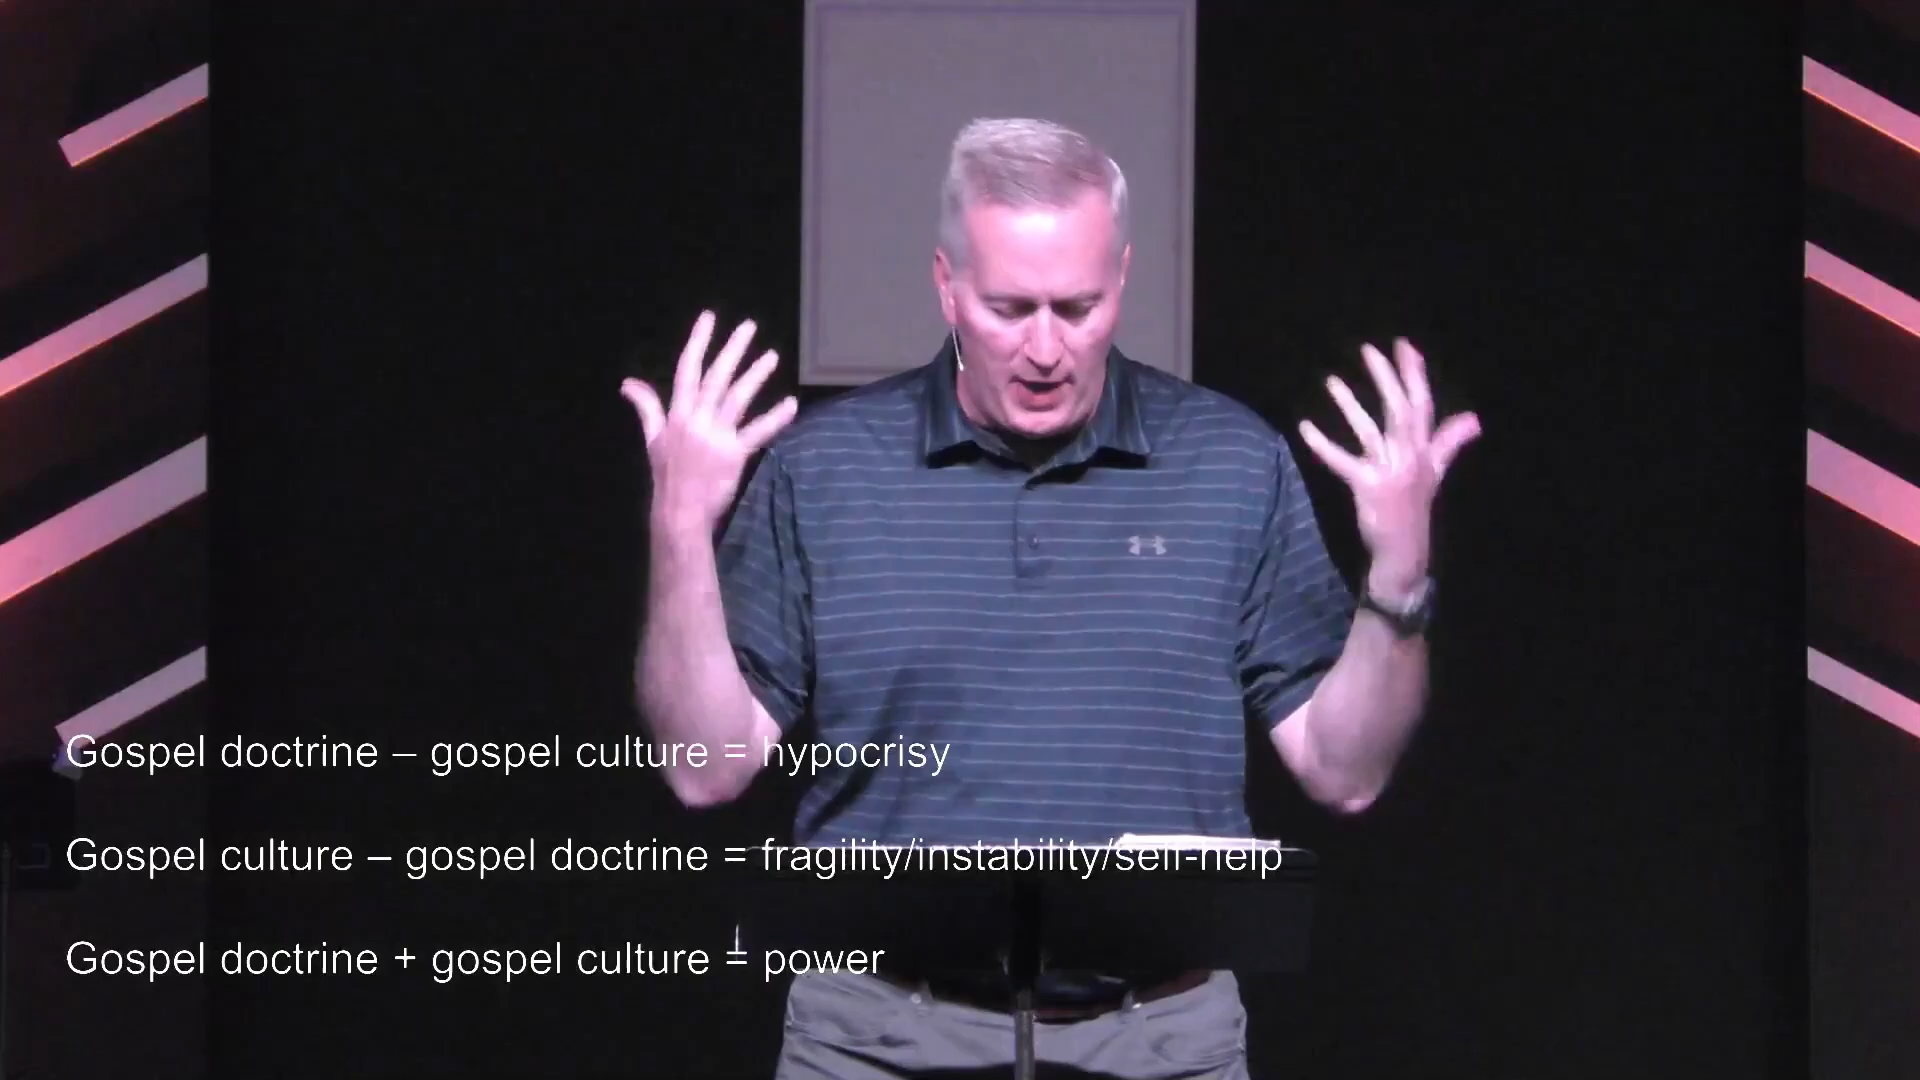 Gospel doctrine – gospel culture = hypocrisy
Gospel culture – gospel doctrine = fragility/instability/self-help
Gospel doctrine + gospel culture = power